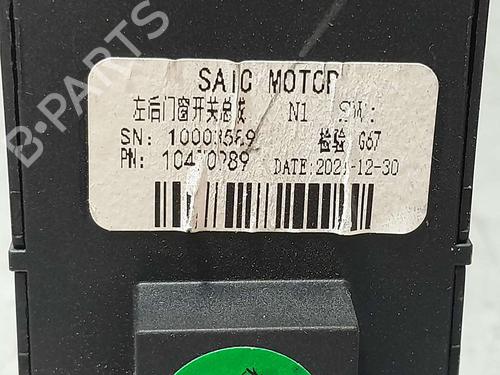 B-PARTS
SAIC MOTOR
左后门窗开关总成 N1 SW:
SN: 10003569 检验 G67
PN: DATE:2021-12-30